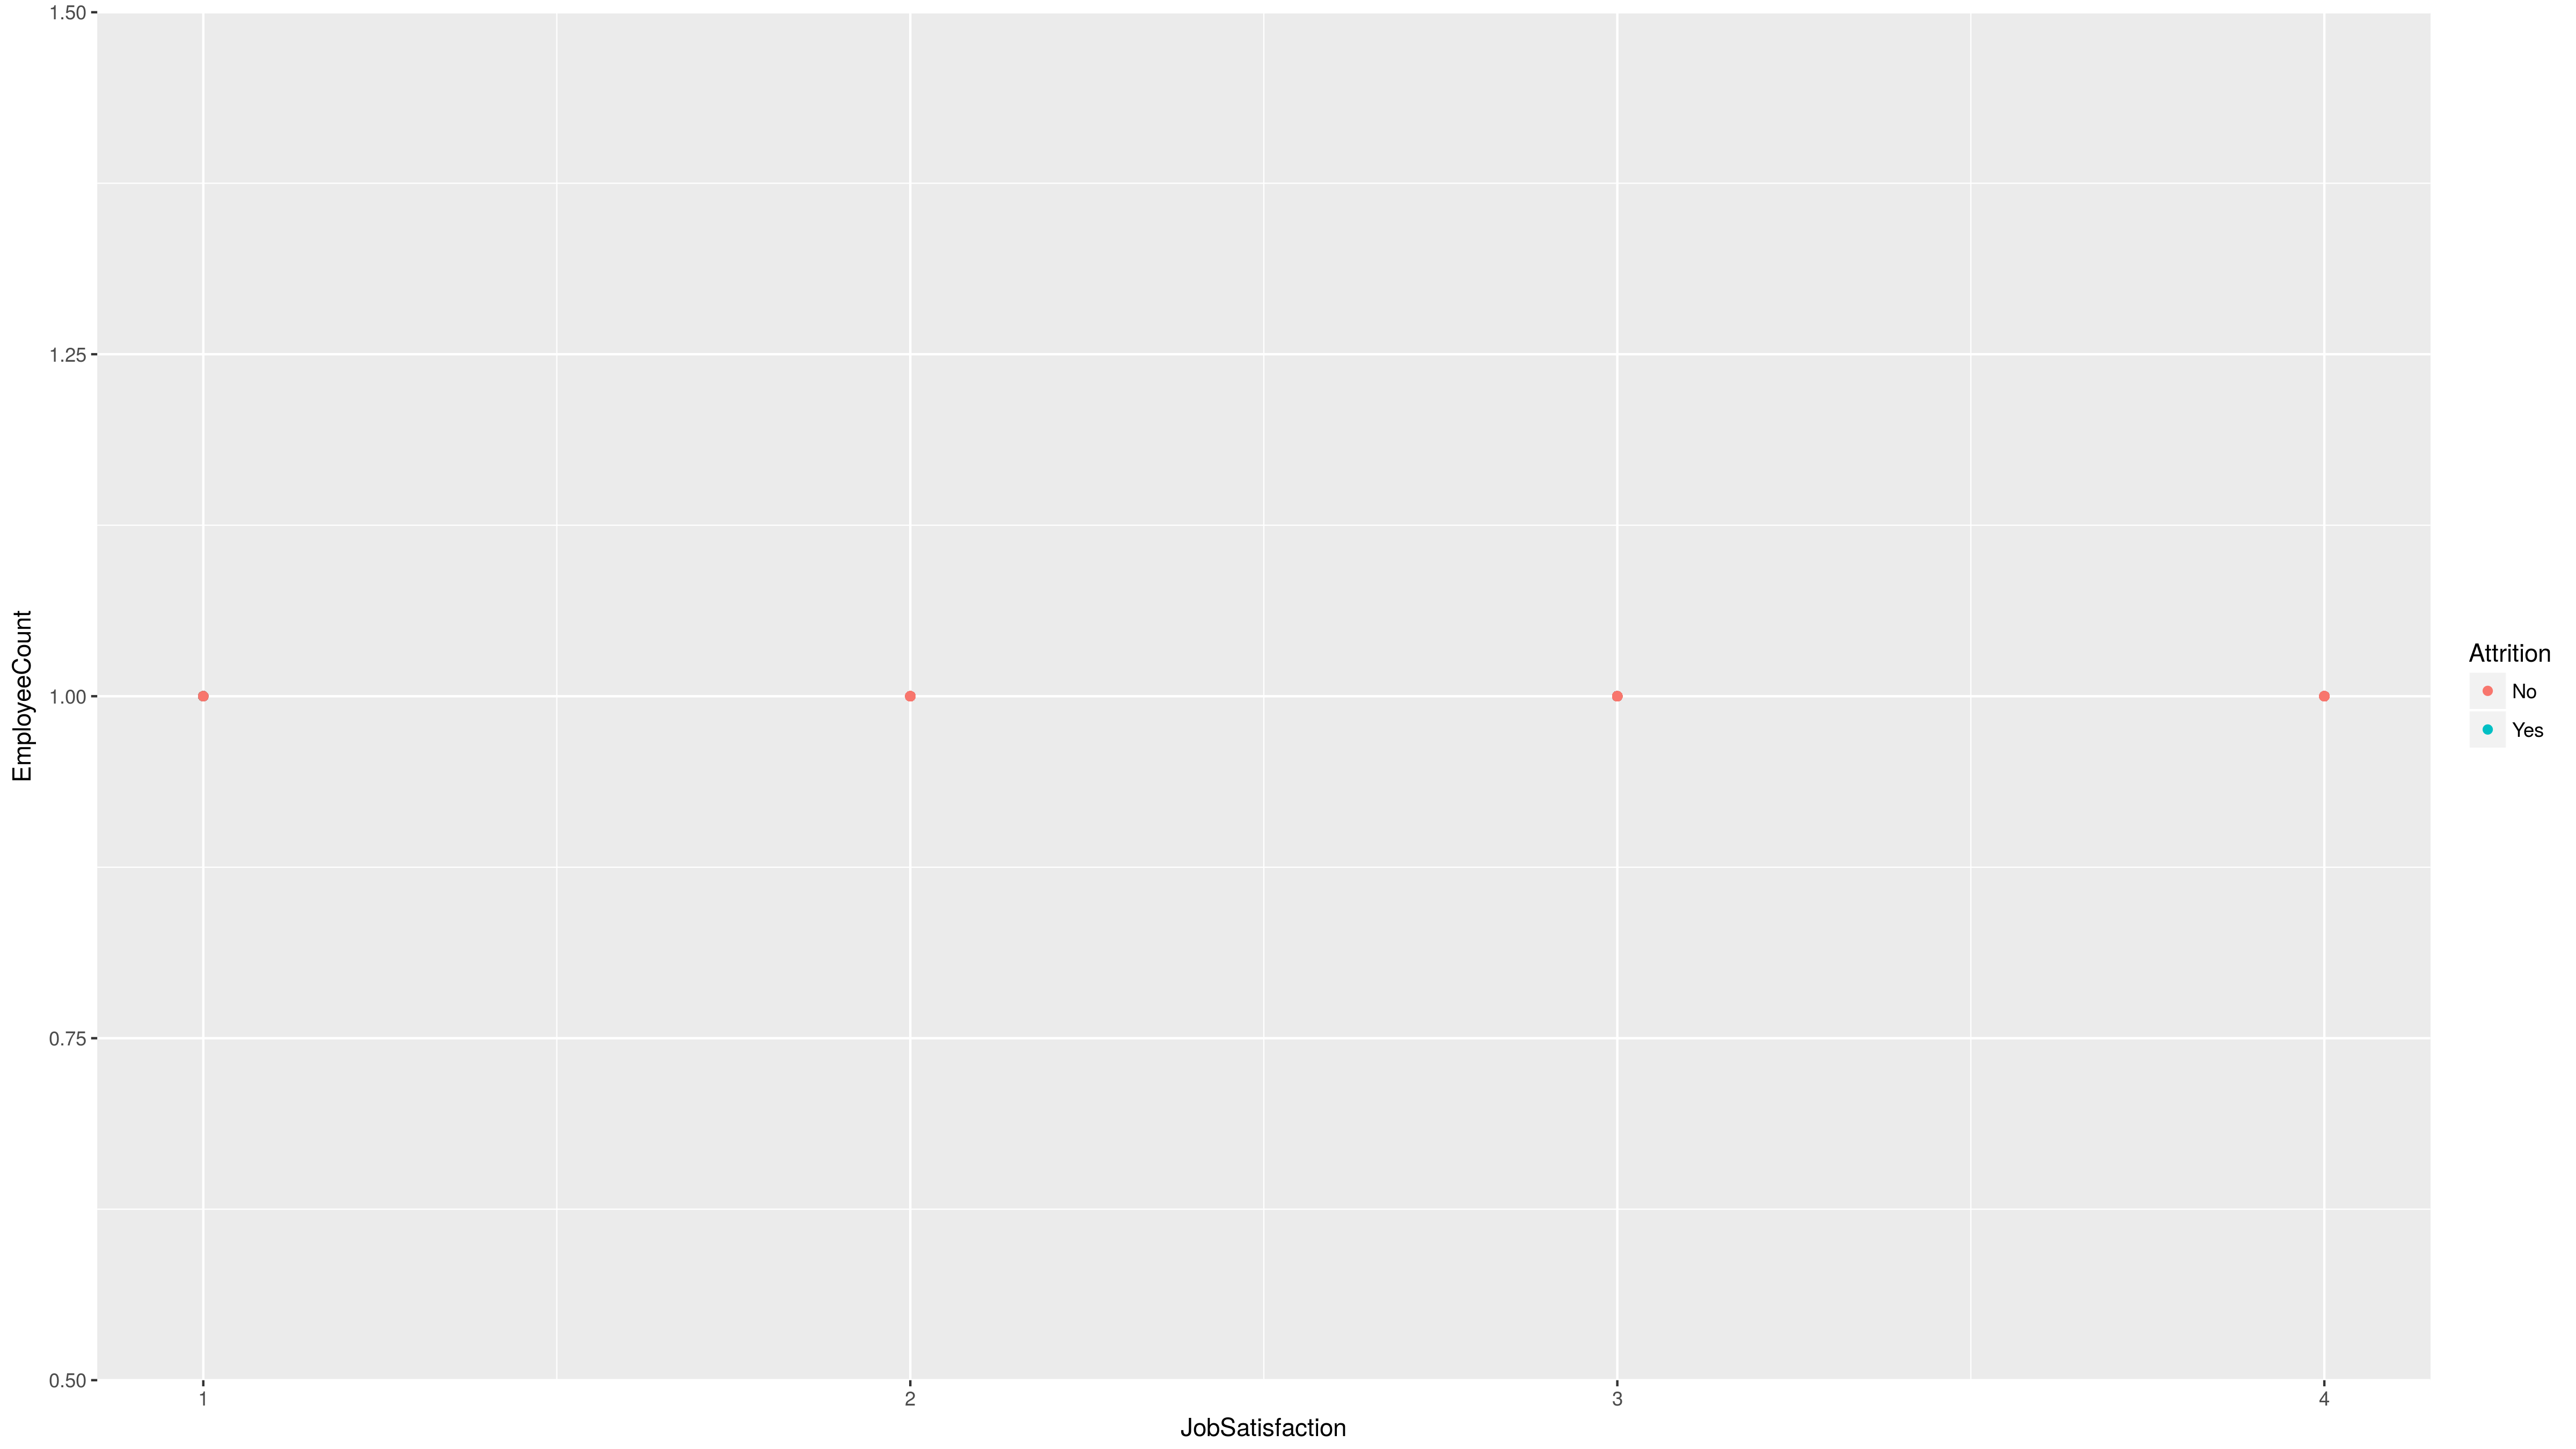 1.50
1.25
1.00
0.75
0.50
EmployeeCount
1
2
3
4
JobSatisfaction
Attrition
No
Yes